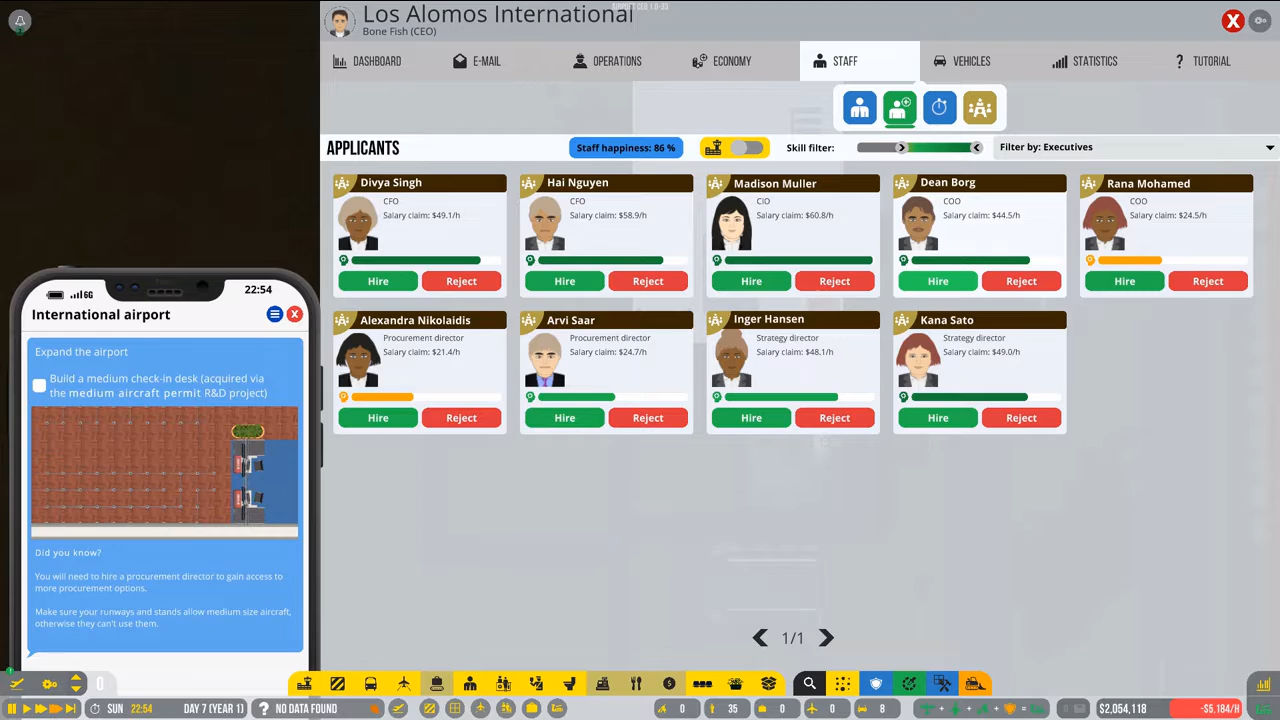 AIRPORT CEO 1.0-33
Los Alomos International
Bone Fish (CEO)
DASHBOARD
E-MAIL
OPERATIONS
ECONOMY
STAFF
VEHICLES
STATISTICS
? TUTORIAL
APPLICANTS
Staff happiness: 86 %
Skill filter:
Filter by: Executives
Divya Singh
CFO
Salary claim: $49.1/h
Hire
Reject
Hai Nguyen
CFO
Salary claim: $58.9/h
Hire
Reject
Madison Muller
CIO
Salary claim: $60.8/h
Hire
Reject
Dean Borg
COO
Salary claim: $44.5/h
Hire
Reject
Rana Mohamed
COO
Salary claim: $24.5/h
Hire
Reject
Alexandra Nikolaidis
Procurement director
Salary claim: $21.4/h
Hire
Reject
Arvi Saar
Procurement director
Salary claim: $24.7/h
Hire
Reject
Inger Hansen
Strategy director
Salary claim: $48.1/h
Hire
Reject
Kana Sato
Strategy director
Salary claim: $49.0/h
Hire
Reject
1/1
6G
22:54
International airport
Expand the airport
Build a medium check-in desk (acquired via
the medium aircraft permit R&D project)
Did you know?
You will need to hire a procurement director to gain access to
more procurement options.
Make sure your runways and stands allow medium size aircraft,
otherwise they can't use them.
0
SUN 22:54
DAY 7 (YEAR 1)
? NO DATA FOUND
0
35
0
0
8
0
$2,054,118
-$5,184/H